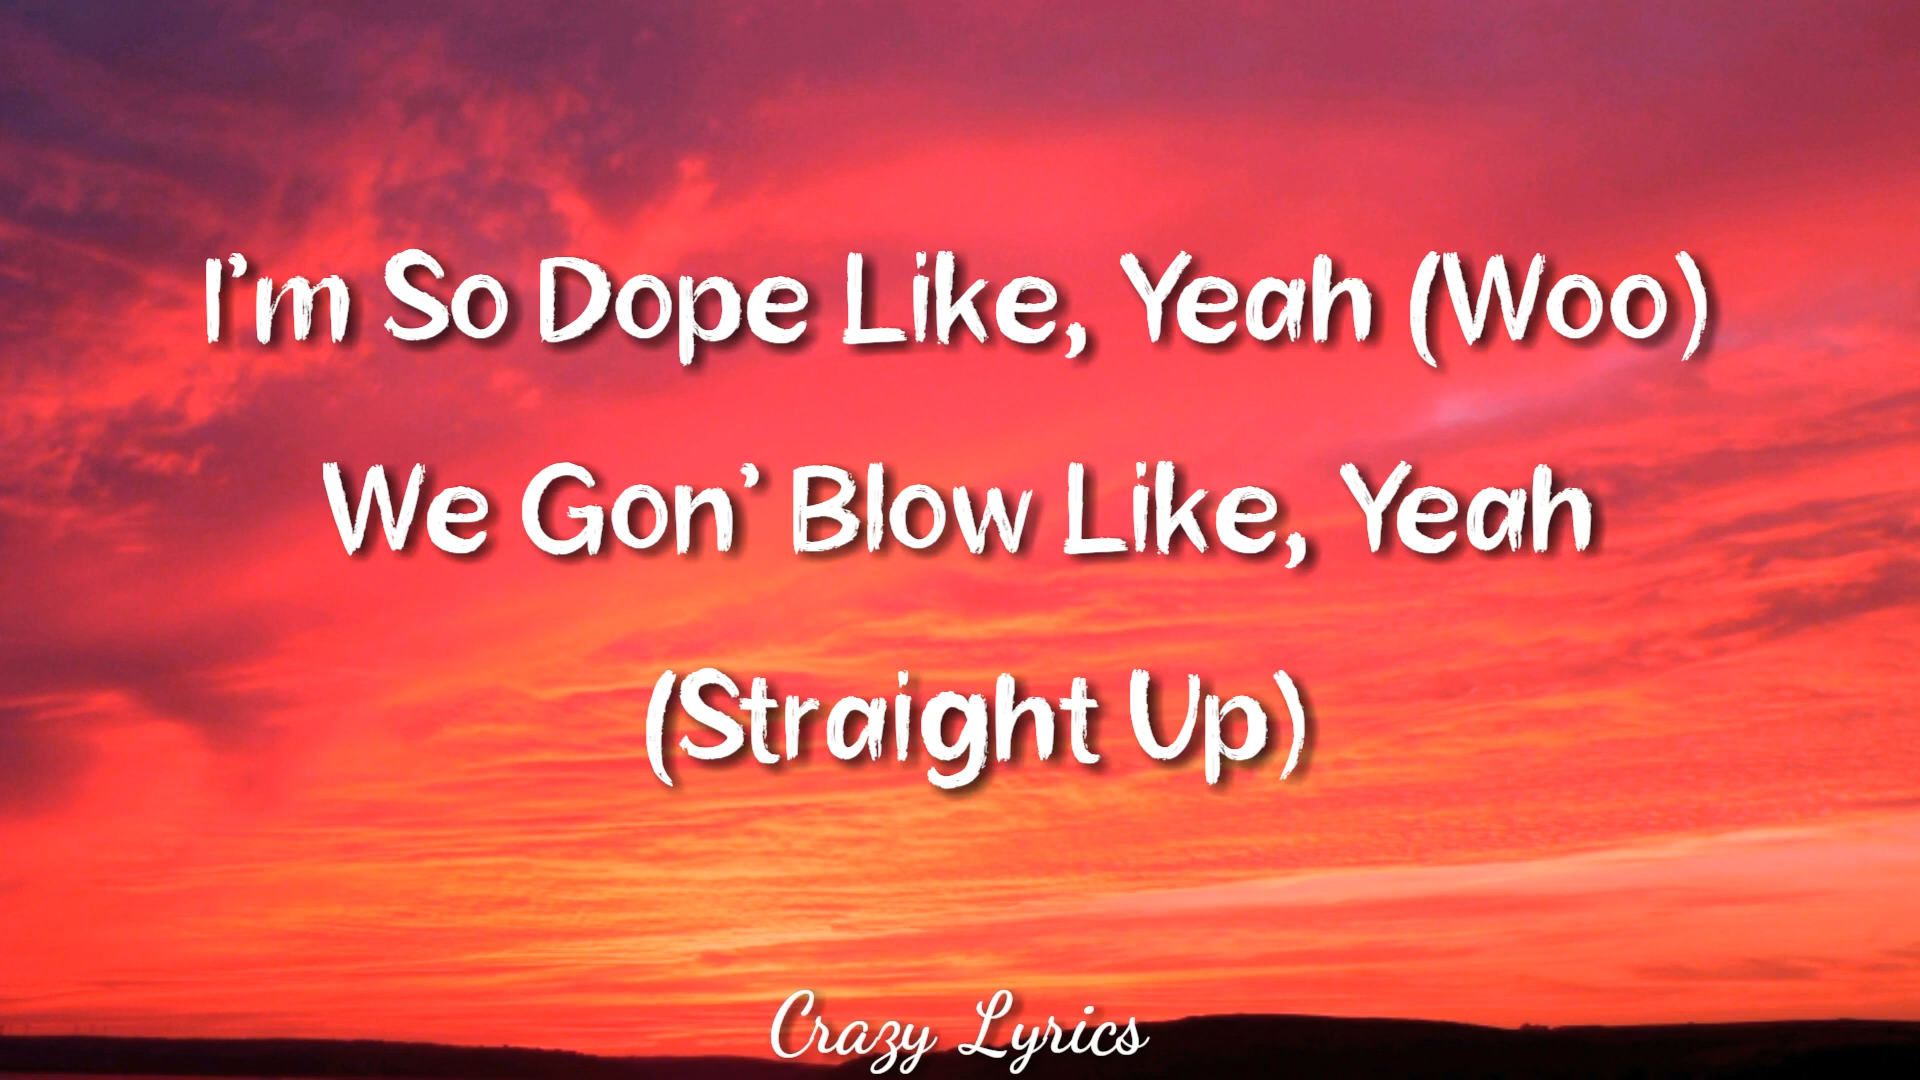 I'm So Dope Like, Yeah (Woo)
We Gon' Blow Like, Yeah
(Straight Up)
Crazy Lyrics